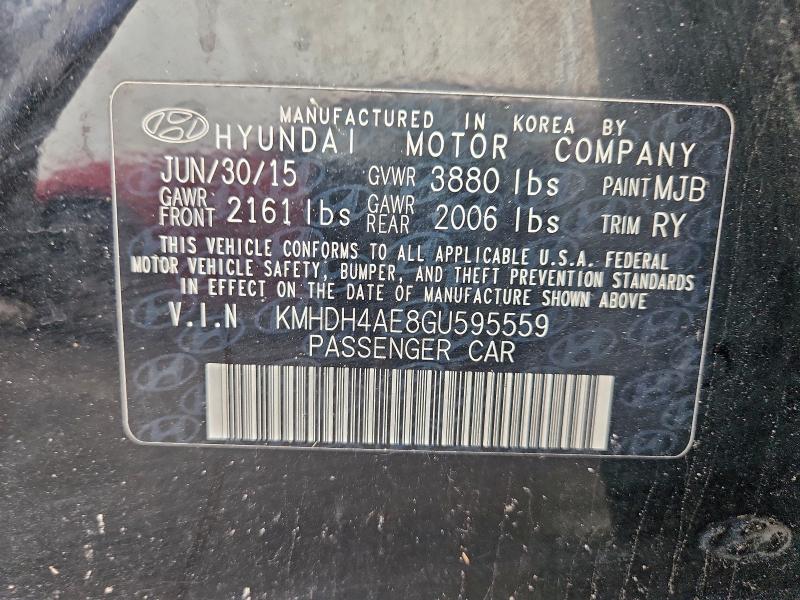 MANUFACTURED IN KOREA BY
HYUNDAI MOTOR COMPANY
JUN/30/15 GVWR 3880 lbs PAINT MJB
GAWR FRONT 2161 lbs GAWR REAR 2006 lbs TRIM RY
THIS VEHICLE CONFORMS TO ALL APPLICABLE U.S.A. FEDERAL
MOTOR VEHICLE SAFETY, BUMPER, AND THEFT PREVENTION STANDARDS
IN EFFECT ON THE DATE OF MANUFACTURE SHOWN ABOVE
V.I.N KMHDH4AE8GU595559
PASSENGER CAR